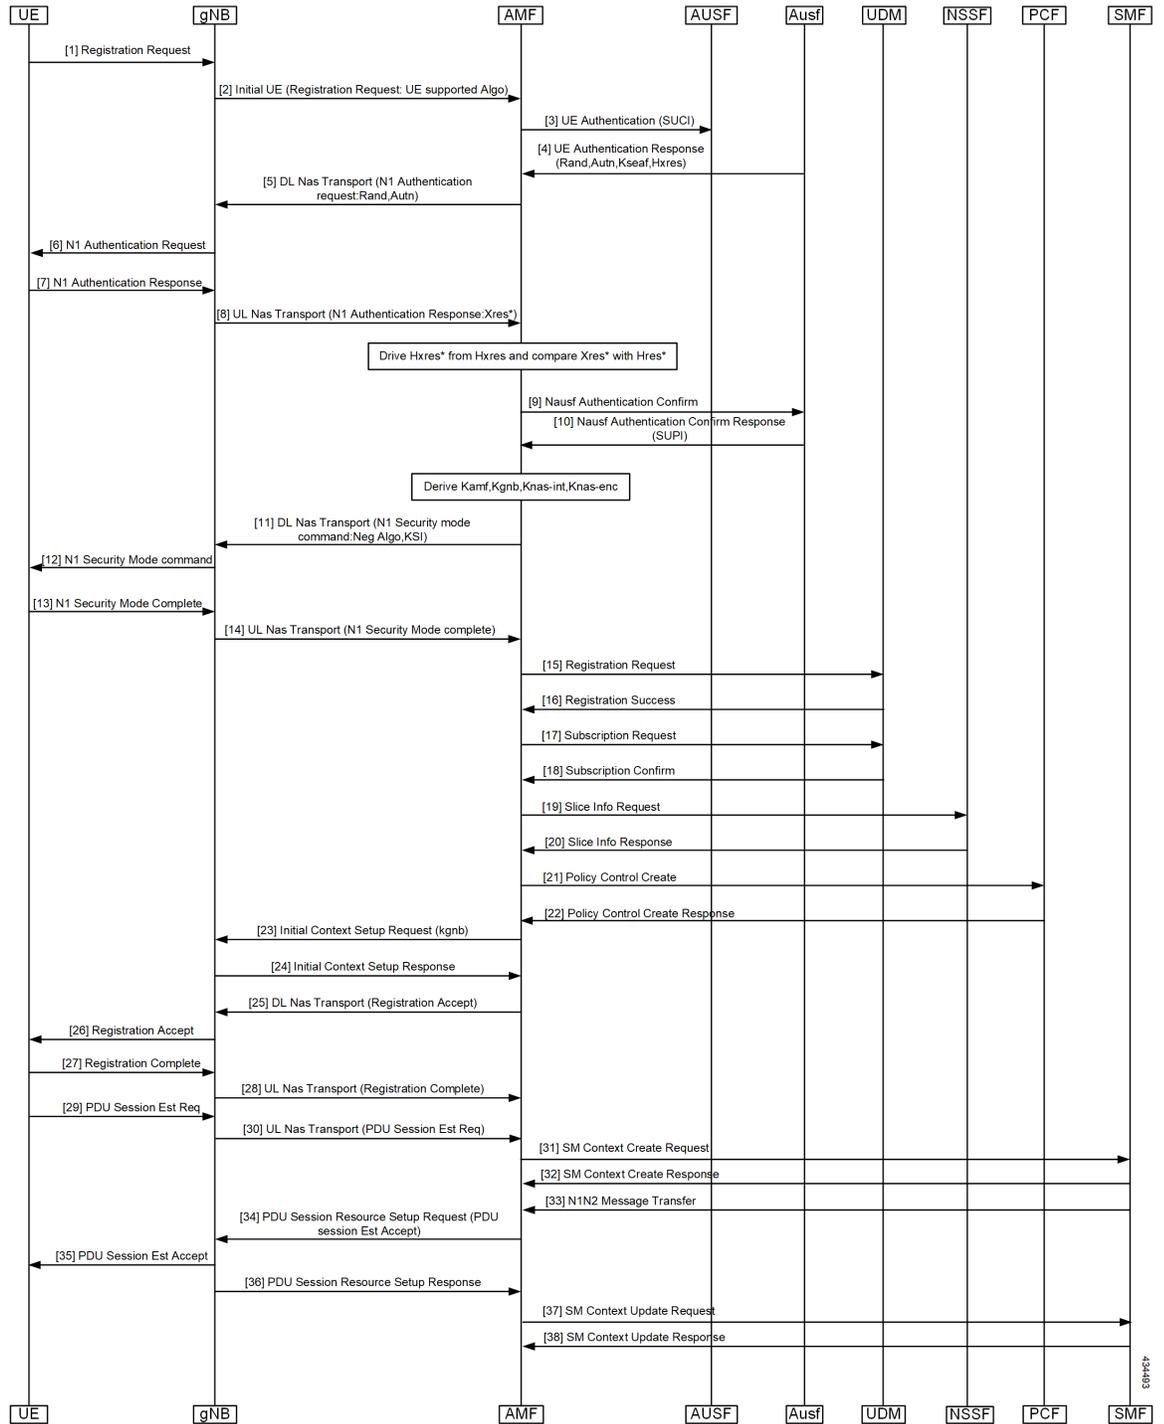 UE gNB AMF AUSF Ausf UDM NSSF PCF SMF
[1] Registration Request
[2] Initial UE (Registration Request: UE supported Algo)
[3] UE Authentication (SUCI)
[4] UE Authentication Response
(Rand,Autn,Kseaf,Hxres)
[5] DL Nas Transport (N1 Authentication
request:Rand,Autn)
[6] N1 Authentication Request
[7] N1 Authentication Response
[8] UL Nas Transport (N1 Authentication Response:Xres*)
Drive Hxres* from Hxres and compare Xres* with Hres*
[9] Nausf Authentication Confirm
[10] Nausf Authentication Confirm Response
(SUPI)
Derive Kamf,Kgnb,Knas-int,Knas-enc
[11] DL Nas Transport (N1 Security mode
command:Neg Algo,KSI)
[12] N1 Security Mode command
[13] N1 Security Mode Complete
[14] UL Nas Transport (N1 Security Mode complete)
[15] Registration Request
[16] Registration Success
[17] Subscription Request
[18] Subscription Confirm
[19] Slice Info Request
[20] Slice Info Response
[21] Policy Control Create
[22] Policy Control Create Response
[23] Initial Context Setup Request (kgnb)
[24] Initial Context Setup Response
[25] DL Nas Transport (Registration Accept)
[26] Registration Accept
[27] Registration Complete
[28] UL Nas Transport (Registration Complete)
[29] PDU Session Est Req
[30] UL Nas Transport (PDU Session Est Req)
[31] SM Context Create Request
[32] SM Context Create Response
[33] N1N2 Message Transfer
[34] PDU Session Resource Setup Request (PDU
session Est Accept)
[35] PDU Session Est Accept
[36] PDU Session Resource Setup Response
[37] SM Context Update Request
[38] SM Context Update Response
434493
UE gNB AMF AUSF Ausf UDM NSSF PCF SMF